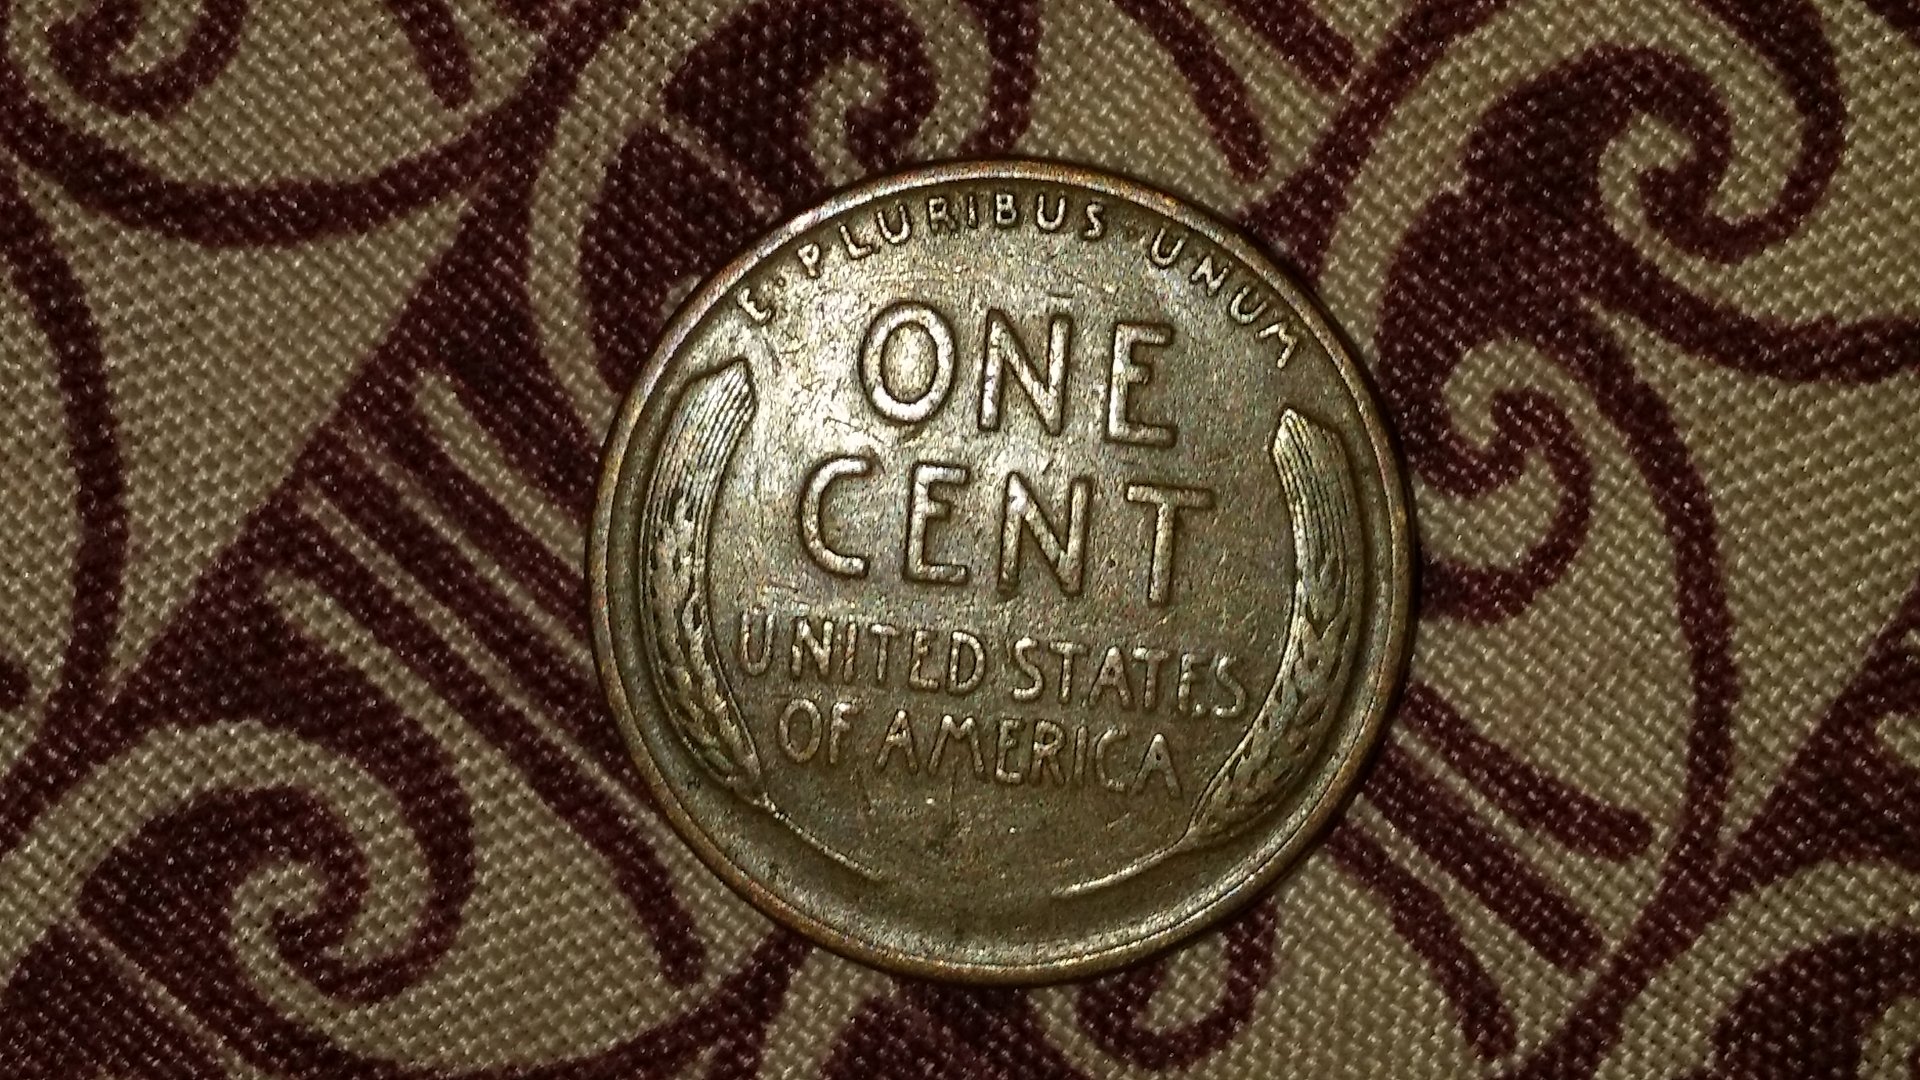 E·PLURIBUS·UNUM
ONE
CENT
UNITED STATES
OF AMERICA